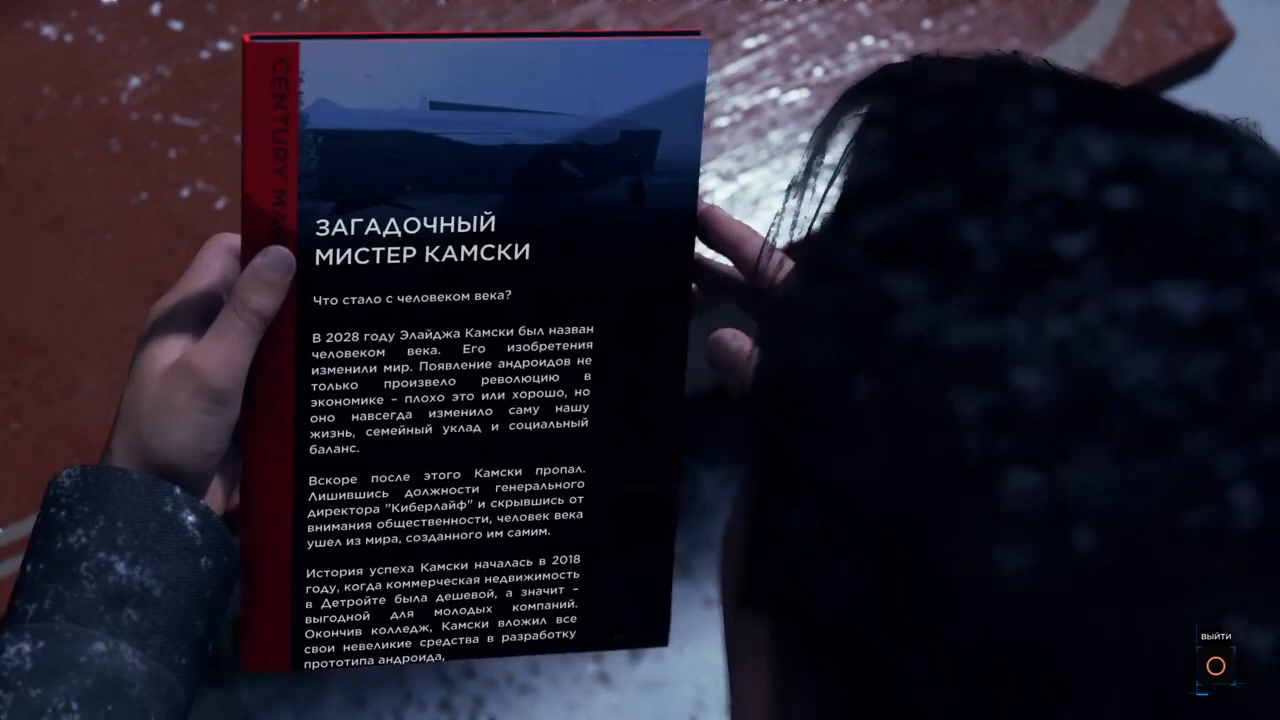 CENTURY
ЗАГАДОЧНЫЙ
МИСТЕР КАМСКИ
Что стало с человеком века?
В 2028 году Элайджа Камски был назван
человеком века. Его изобретения
изменили мир. Появление андроидов не
только произвело революцию в
экономике – плохо это или хорошо, но
оно навсегда изменило саму нашу
жизнь, семейный уклад и социальный
баланс.
Вскоре после этого Камски пропал.
Лишившись должности генерального
директора "Киберлайф" и скрывшись от
внимания общественности, человек века
ушел из мира, созданного им самим.
История успеха Камски началась в 2018
году, когда коммерческая недвижимость
в Детройте была дешевой, а значит –
выгодной для молодых компаний.
Окончив колледж, Камски вложил все
свои невеликие средства в разработку
прототипа андроида,
ВЫЙТИ